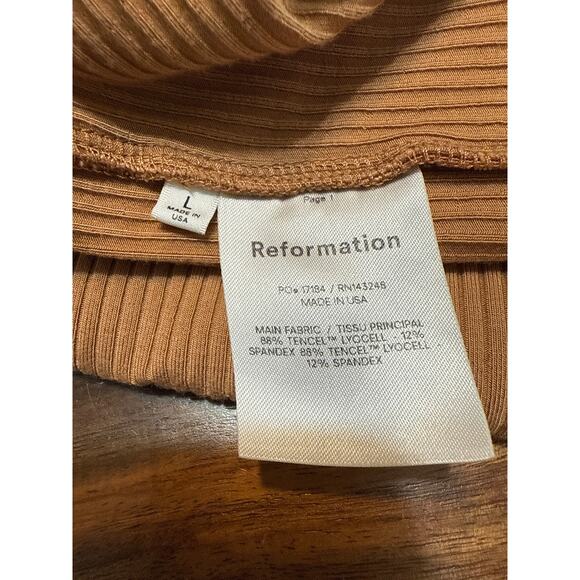 L
MADE IN
USA
Page 1
Reformation
PO# 17184 / RN143248
MADE IN USA
MAIN FABRIC / TISSU PRINCIPAL
88% TENCEL™ LYOCELL - 12%
SPANDEX 88% TENCEL™ LYOCELL -
12% SPANDEX